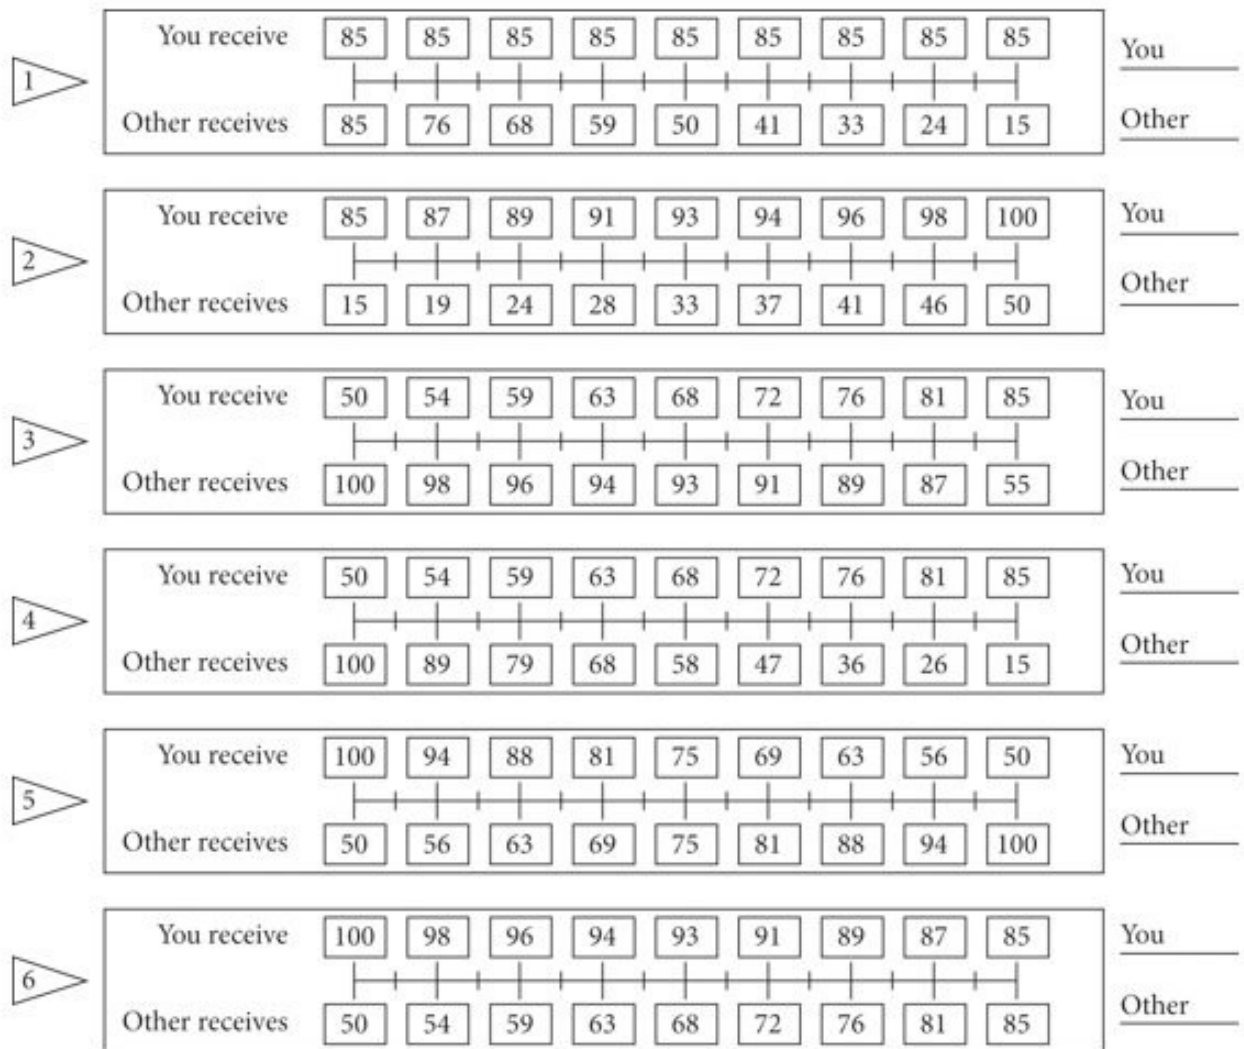 You receive 85 85 85 85 85 85 85 85 85 You
1
Other receives 85 76 68 59 50 41 33 24 15 Other
You receive 85 87 89 91 93 94 96 98 100 You
2
Other receives 15 19 24 28 33 37 41 46 50 Other
You receive 50 54 59 63 68 72 76 81 85 You
3
Other receives 100 98 96 94 93 91 89 87 55 Other
You receive 50 54 59 63 68 72 76 81 85 You
4
Other receives 100 89 79 68 58 47 36 26 15 Other
You receive 100 94 88 81 75 69 63 56 50 You
5
Other receives 50 56 63 69 75 81 88 94 100 Other
You receive 100 98 96 94 93 91 89 87 85 You
6
Other receives 50 54 59 63 68 72 76 81 85 Other